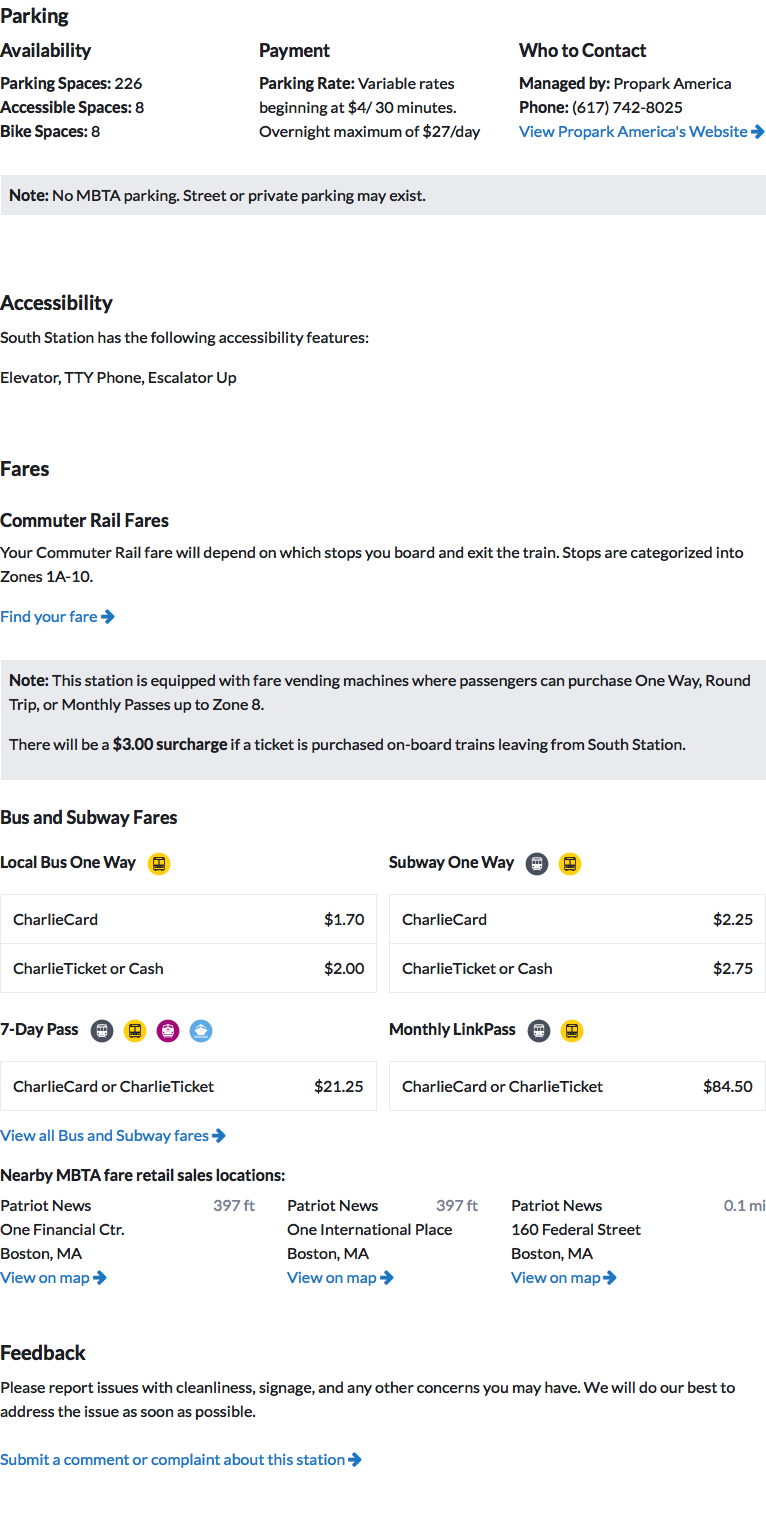 Parking
Availability
Parking Spaces: 226
Accessible Spaces: 8
Bike Spaces: 8
Payment
Parking Rate: Variable rates
beginning at $4/ 30 minutes.
Overnight maximum of $27/day
Who to Contact
Managed by: Propark America
Phone: (617) 742-8025
View Propark America's Website
Note: No MBTA parking. Street or private parking may exist.
Accessibility
South Station has the following accessibility features:
Elevator, TTY Phone, Escalator Up
Fares
Commuter Rail Fares
Your Commuter Rail fare will depend on which stops you board and exit the train. Stops are categorized into
Zones 1A-10.
Find your fare
Note: This station is equipped with fare vending machines where passengers can purchase One Way, Round
Trip, or Monthly Passes up to Zone 8.
There will be a $3.00 surcharge if a ticket is purchased on-board trains leaving from South Station.
Bus and Subway Fares
Local Bus One Way
CharlieCard $1.70
CharlieTicket or Cash $2.00
Subway One Way
CharlieCard $2.25
CharlieTicket or Cash $2.75
7-Day Pass
CharlieCard or CharlieTicket $21.25
Monthly LinkPass
CharlieCard or CharlieTicket $84.50
View all Bus and Subway fares
Nearby MBTA fare retail sales locations:
Patriot News 397 ft
One Financial Ctr.
Boston, MA
View on map
Patriot News 397 ft
One International Place
Boston, MA
View on map
Patriot News 0.1 mi
160 Federal Street
Boston, MA
View on map
Feedback
Please report issues with cleanliness, signage, and any other concerns you may have. We will do our best to
address the issue as soon as possible.
Submit a comment or complaint about this station